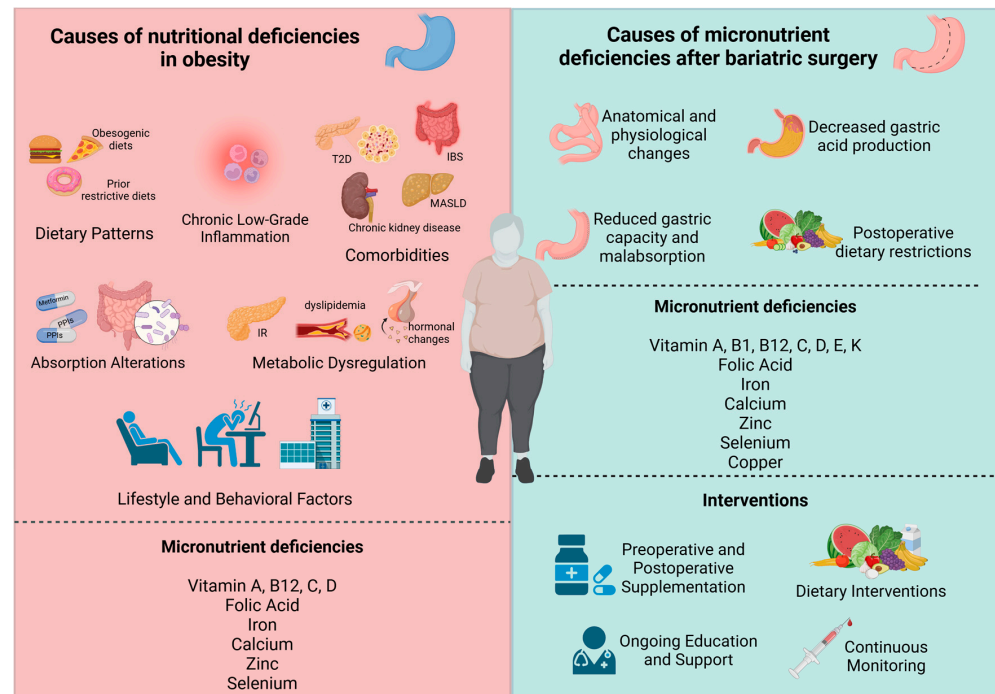 Causes of nutritional deficiencies
in obesity
Obesogenic
diets
Prior
restrictive diets
Dietary Patterns
Chronic Low-Grade
Inflammation
T2D
IBS
MASLD
Chronic kidney disease
Comorbidities
Metformin
PPIs
PPIs
Absorption Alterations
IR
dyslipidemia
hormonal
changes
Metabolic Dysregulation
Lifestyle and Behavioral Factors
Micronutrient deficiencies
Vitamin A, B12, C, D
Folic Acid
Iron
Calcium
Zinc
Selenium
Causes of micronutrient
deficiencies after bariatric surgery
Anatomical and
physiological
changes
Decreased gastric
acid production
Reduced gastric
capacity and
malabsorption
Postoperative
dietary restrictions
Micronutrient deficiencies
Vitamin A, B1, B12, C, D, E, K
Folic Acid
Iron
Calcium
Zinc
Selenium
Copper
Interventions
Preoperative and
Postoperative
Supplementation
Dietary Interventions
Ongoing Education
and Support
Continuous
Monitoring